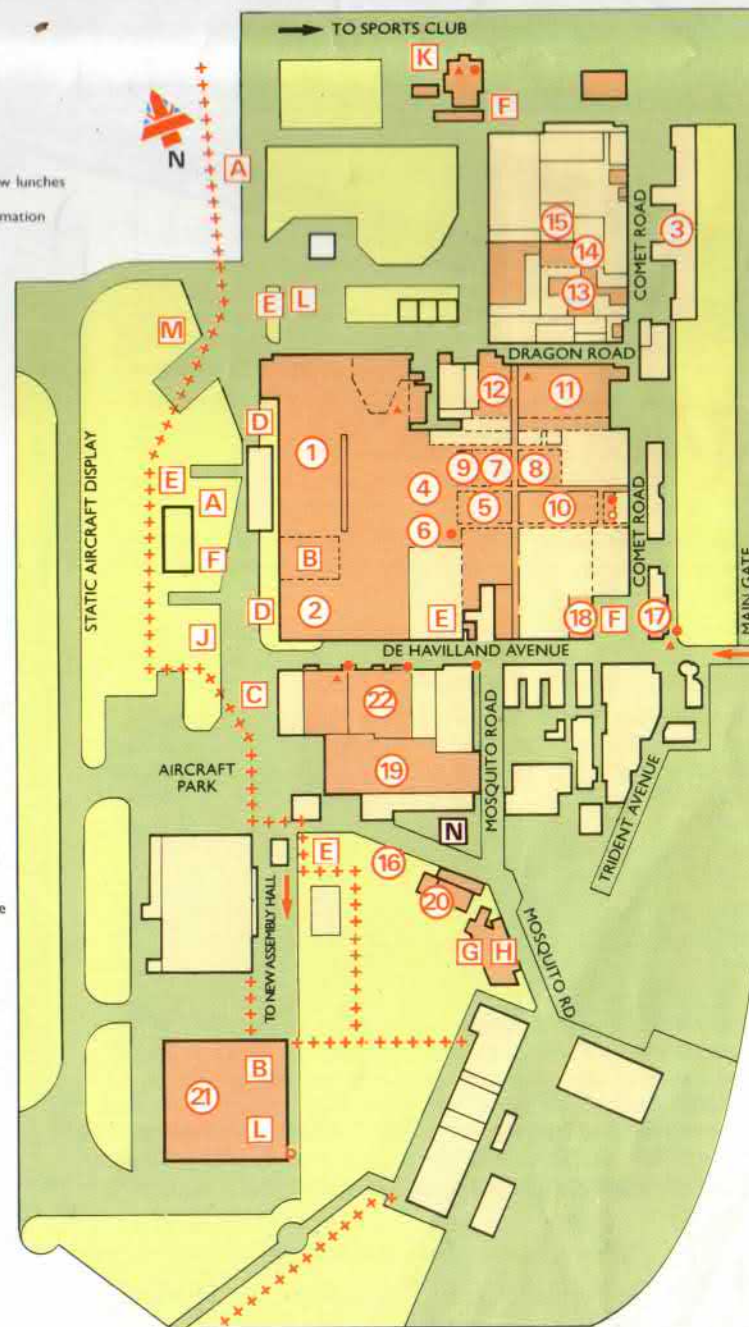 TO SPORTS CLUB
K
F
N
A
w lunches
mation
15
14
13
3
COMET ROAD
E L
M
DRAGON ROAD
12
11
D
1
9 7 8
4
5
10
6
E
A
F
STATIC AIRCRAFT DISPLAY
B
COMET ROAD
MAIN GATE
D
2
E
18 F
17
J
DE HAVILLAND AVENUE
C
22
19
AIRCRAFT
PARK
MOSQUITO ROAD
TRIDENT AVENUE
N
E
16
20
G H
e
TO NEW ASSEMBLY HALL
MOSQUITO RD
21
B
L